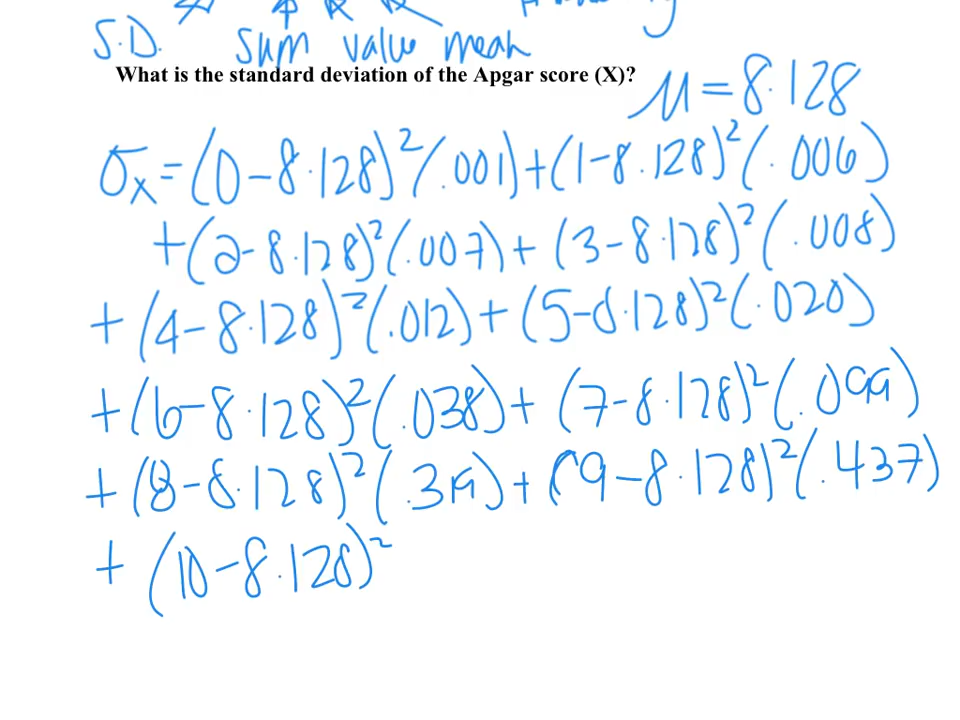 S.D. Sum value mean
What is the standard deviation of the Apgar score (X)? μ = 8.128
σx = (0-8.128)²(.001)+(1-8.128)²(.006)
+(2-8.128)²(.007)+(3-8.128)²(.008)
+(4-8.128)²(.012)+(5-8.128)²(.020)
+(6-8.128)²(.038)+(7-8.128)²(.099)
+(8-8.128)²(.319)+(9-8.128)²(.437)
+(10-8.128)²